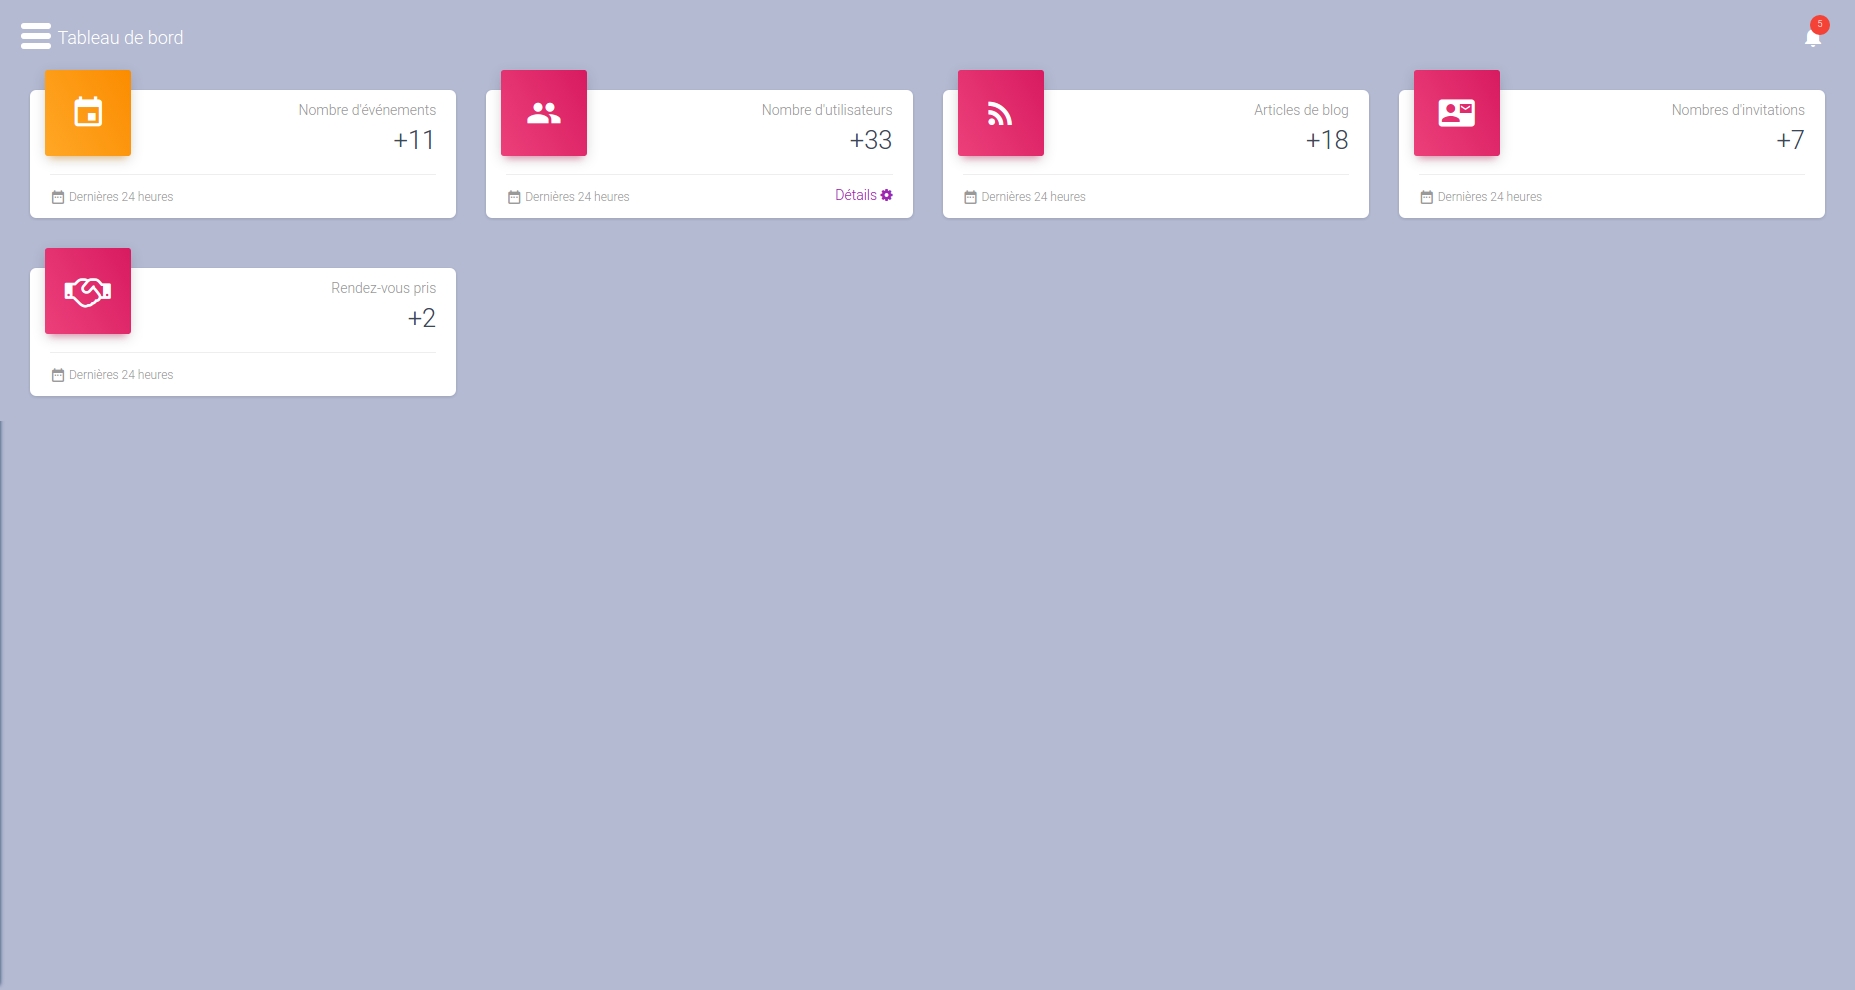 Tableau de bord
5
Nombre d'événements
+11
Dernières 24 heures
Nombre d'utilisateurs
+33
Dernières 24 heures
Détails
Articles de blog
+18
Dernières 24 heures
Nombres d'invitations
+7
Dernières 24 heures
Rendez-vous pris
+2
Dernières 24 heures